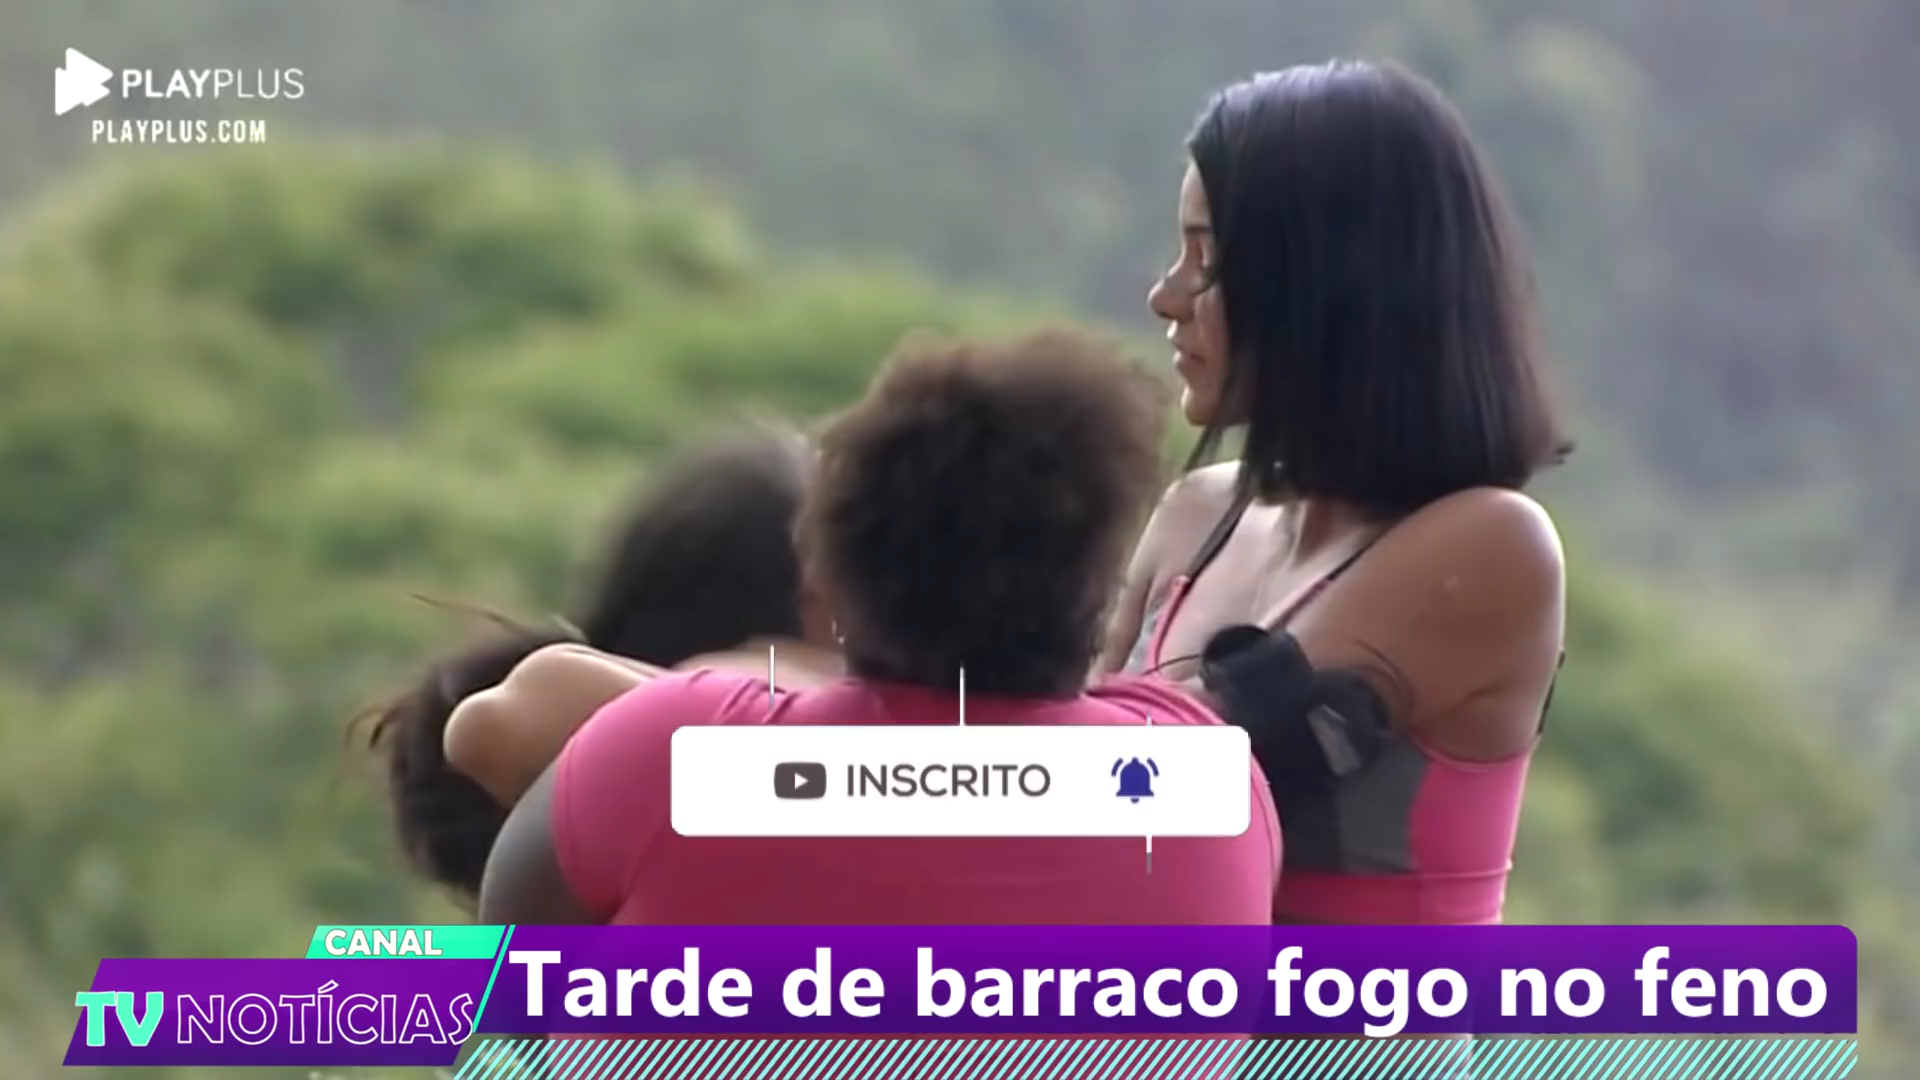 PLAYPLUS
PLAYPLUS.COM
INSCRITO
CANAL
TV NOTÍCIAS
Tarde de barraco fogo no feno